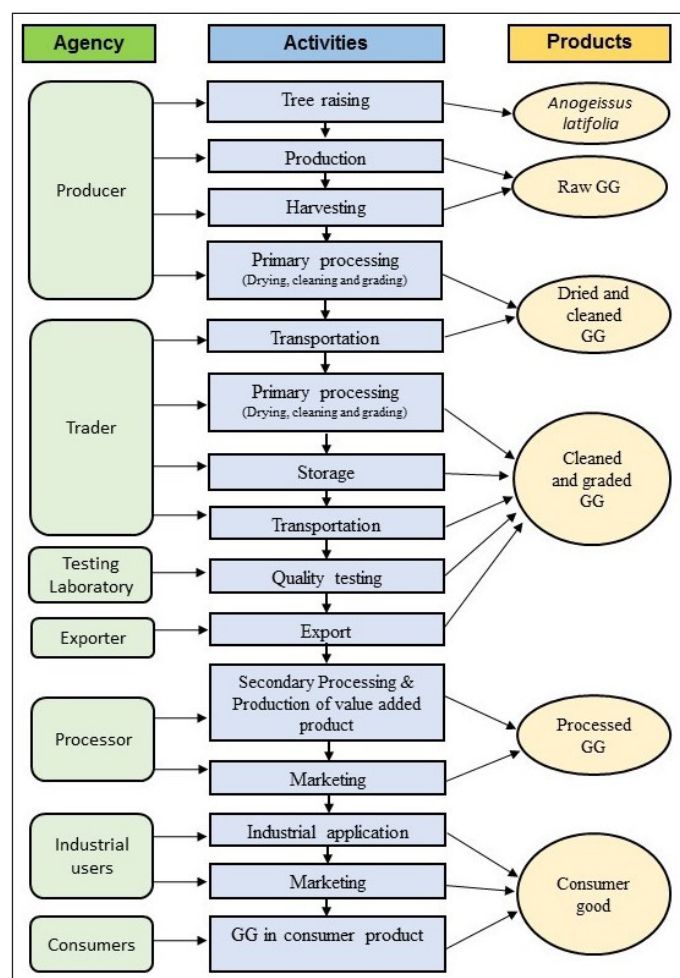 Agency
Activities
Products
Producer
Tree raising
Anogeissus
latifolia
Production
Raw GG
Harvesting
Primary processing
(Drying, cleaning and grading)
Dried and
cleaned
GG
Trader
Transportation
Primary processing
(Drying, cleaning and grading)
Storage
Cleaned
and graded
GG
Transportation
Testing
Laboratory
Quality testing
Exporter
Export
Processor
Secondary Processing &
Production of value added
product
Processed
GG
Marketing
Industrial
users
Industrial application
Marketing
Consumer
good
Consumers
GG in consumer product